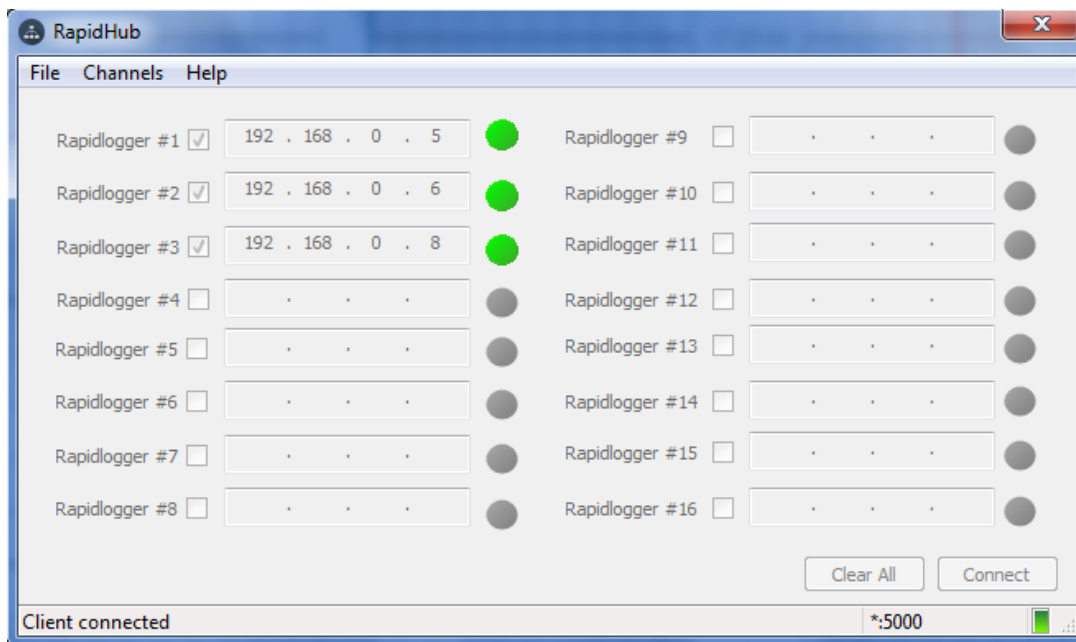 RapidHub
X
File Channels Help
Rapidlogger #1 192 . 168 . 0 . 5
Rapidlogger #2 192 . 168 . 0 . 6
Rapidlogger #3 192 . 168 . 0 . 8
Rapidlogger #4 . . .
Rapidlogger #5 . . .
Rapidlogger #6 . . .
Rapidlogger #7 . . .
Rapidlogger #8 . . .
Rapidlogger #9 . . .
Rapidlogger #10 . . .
Rapidlogger #11 . . .
Rapidlogger #12 . . .
Rapidlogger #13 . . .
Rapidlogger #14 . . .
Rapidlogger #15 . . .
Rapidlogger #16 . . .
Clear All Connect
Client connected *:5000